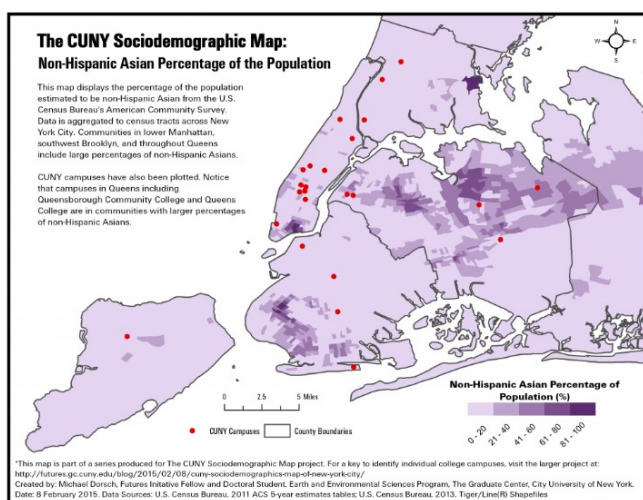 The CUNY Sociodemographic Map:
Non-Hispanic Asian Percentage of the Population
This map displays the percentage of the population
estimated to be non-Hispanic Asian from the U.S.
Census Bureau's American Community Survey.
Data is aggregated to census tracts across New
York City. Communities in lower Manhattan,
southwest Brooklyn, and throughout Queens
include large percentages of non-Hispanic Asians.
CUNY campuses have also been plotted. Notice
that campuses in Queens including
Queensborough Community College and Queens
College are in communities with larger percentages
of non-Hispanic Asians.
N
W E
S
0 2.5 5 Miles
CUNY Campuses County Boundaries
Non-Hispanic Asian Percentage of
Population (%)
0 - 20 21 - 40 41 - 60 61 - 80 81 - 100
*This map is part of a series produced for The CUNY Sociodemographic Map project. For a key to identify individual college campuses, visit the larger project at:
http://futures.gc.cuny.edu/blog/2015/02/08/cuny-sociodemographics-map-of-new-york-city/
Created by: Michael Dorsch, Futures Initative Fellow and Doctoral Student, Earth and Environmental Sciences Program, The Graduate Center, City University of New York.
Date: 8 February 2015. Data Sources: U.S. Census Bureau, 2011 ACS 5-year estimates tables; U.S. Census Bureau, 2013, Tiger/Line(R) Shapefiles